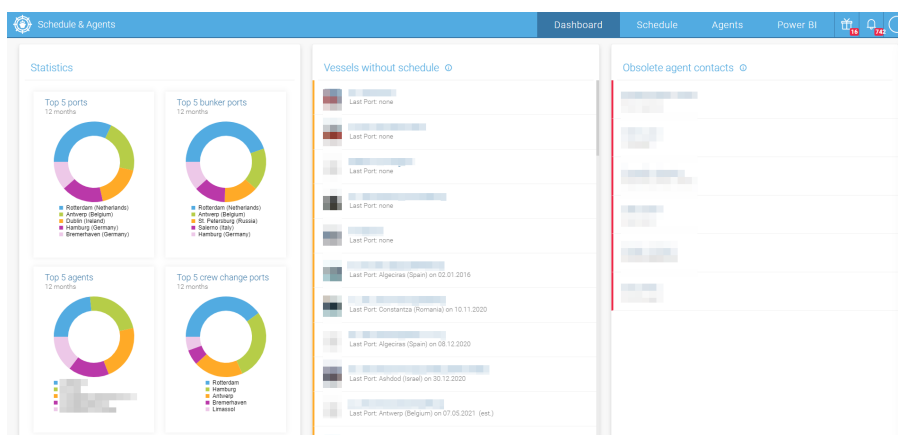 Schedule & Agents
Dashboard
Schedule
Agents
Power BI
16
742
Statistics
Top 5 ports
12 months
Rotterdam (Netherlands)
Antwerp (Belgium)
Dublin (Ireland)
Hamburg (Germany)
Bremerhaven (Germany)
Top 5 bunker ports
12 months
Rotterdam (Netherlands)
Antwerp (Belgium)
St. Petersburg (Russia)
Salerno (Italy)
Hamburg (Germany)
Top 5 agents
12 months
Top 5 crew change ports
12 months
Rotterdam
Hamburg
Antwerp
Bremerhaven
Limassol
Vessels without schedule
Last Port: none
Last Port: none
Last Port: none
Last Port: none
Last Port: none
Last Port: Algeciras (Spain) on 02.01.2016
Last Port: Constantza (Romania) on 10.11.2020
Last Port: Algeciras (Spain) on 08.12.2020
Last Port: Ashdod (Israel) on 30.12.2020
Last Port: Antwerp (Belgium) on 07.05.2021 (est.)
Obsolete agent contacts